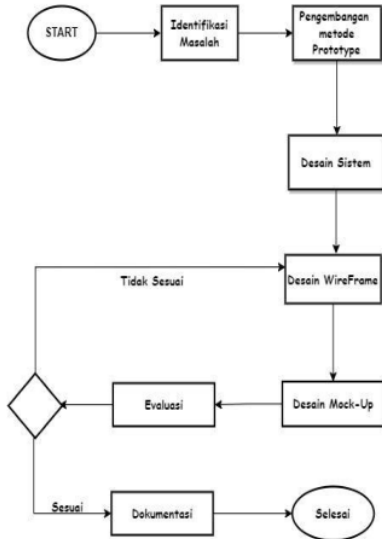 START
Identifikasi
Masalah
Pengembangan
metode
Prototype
Desain Sistem
Desain WireFrame
Tidak Sesuai
Desain Mock-Up
Evaluasi
Sesuai
Dokumentasi
Selesai